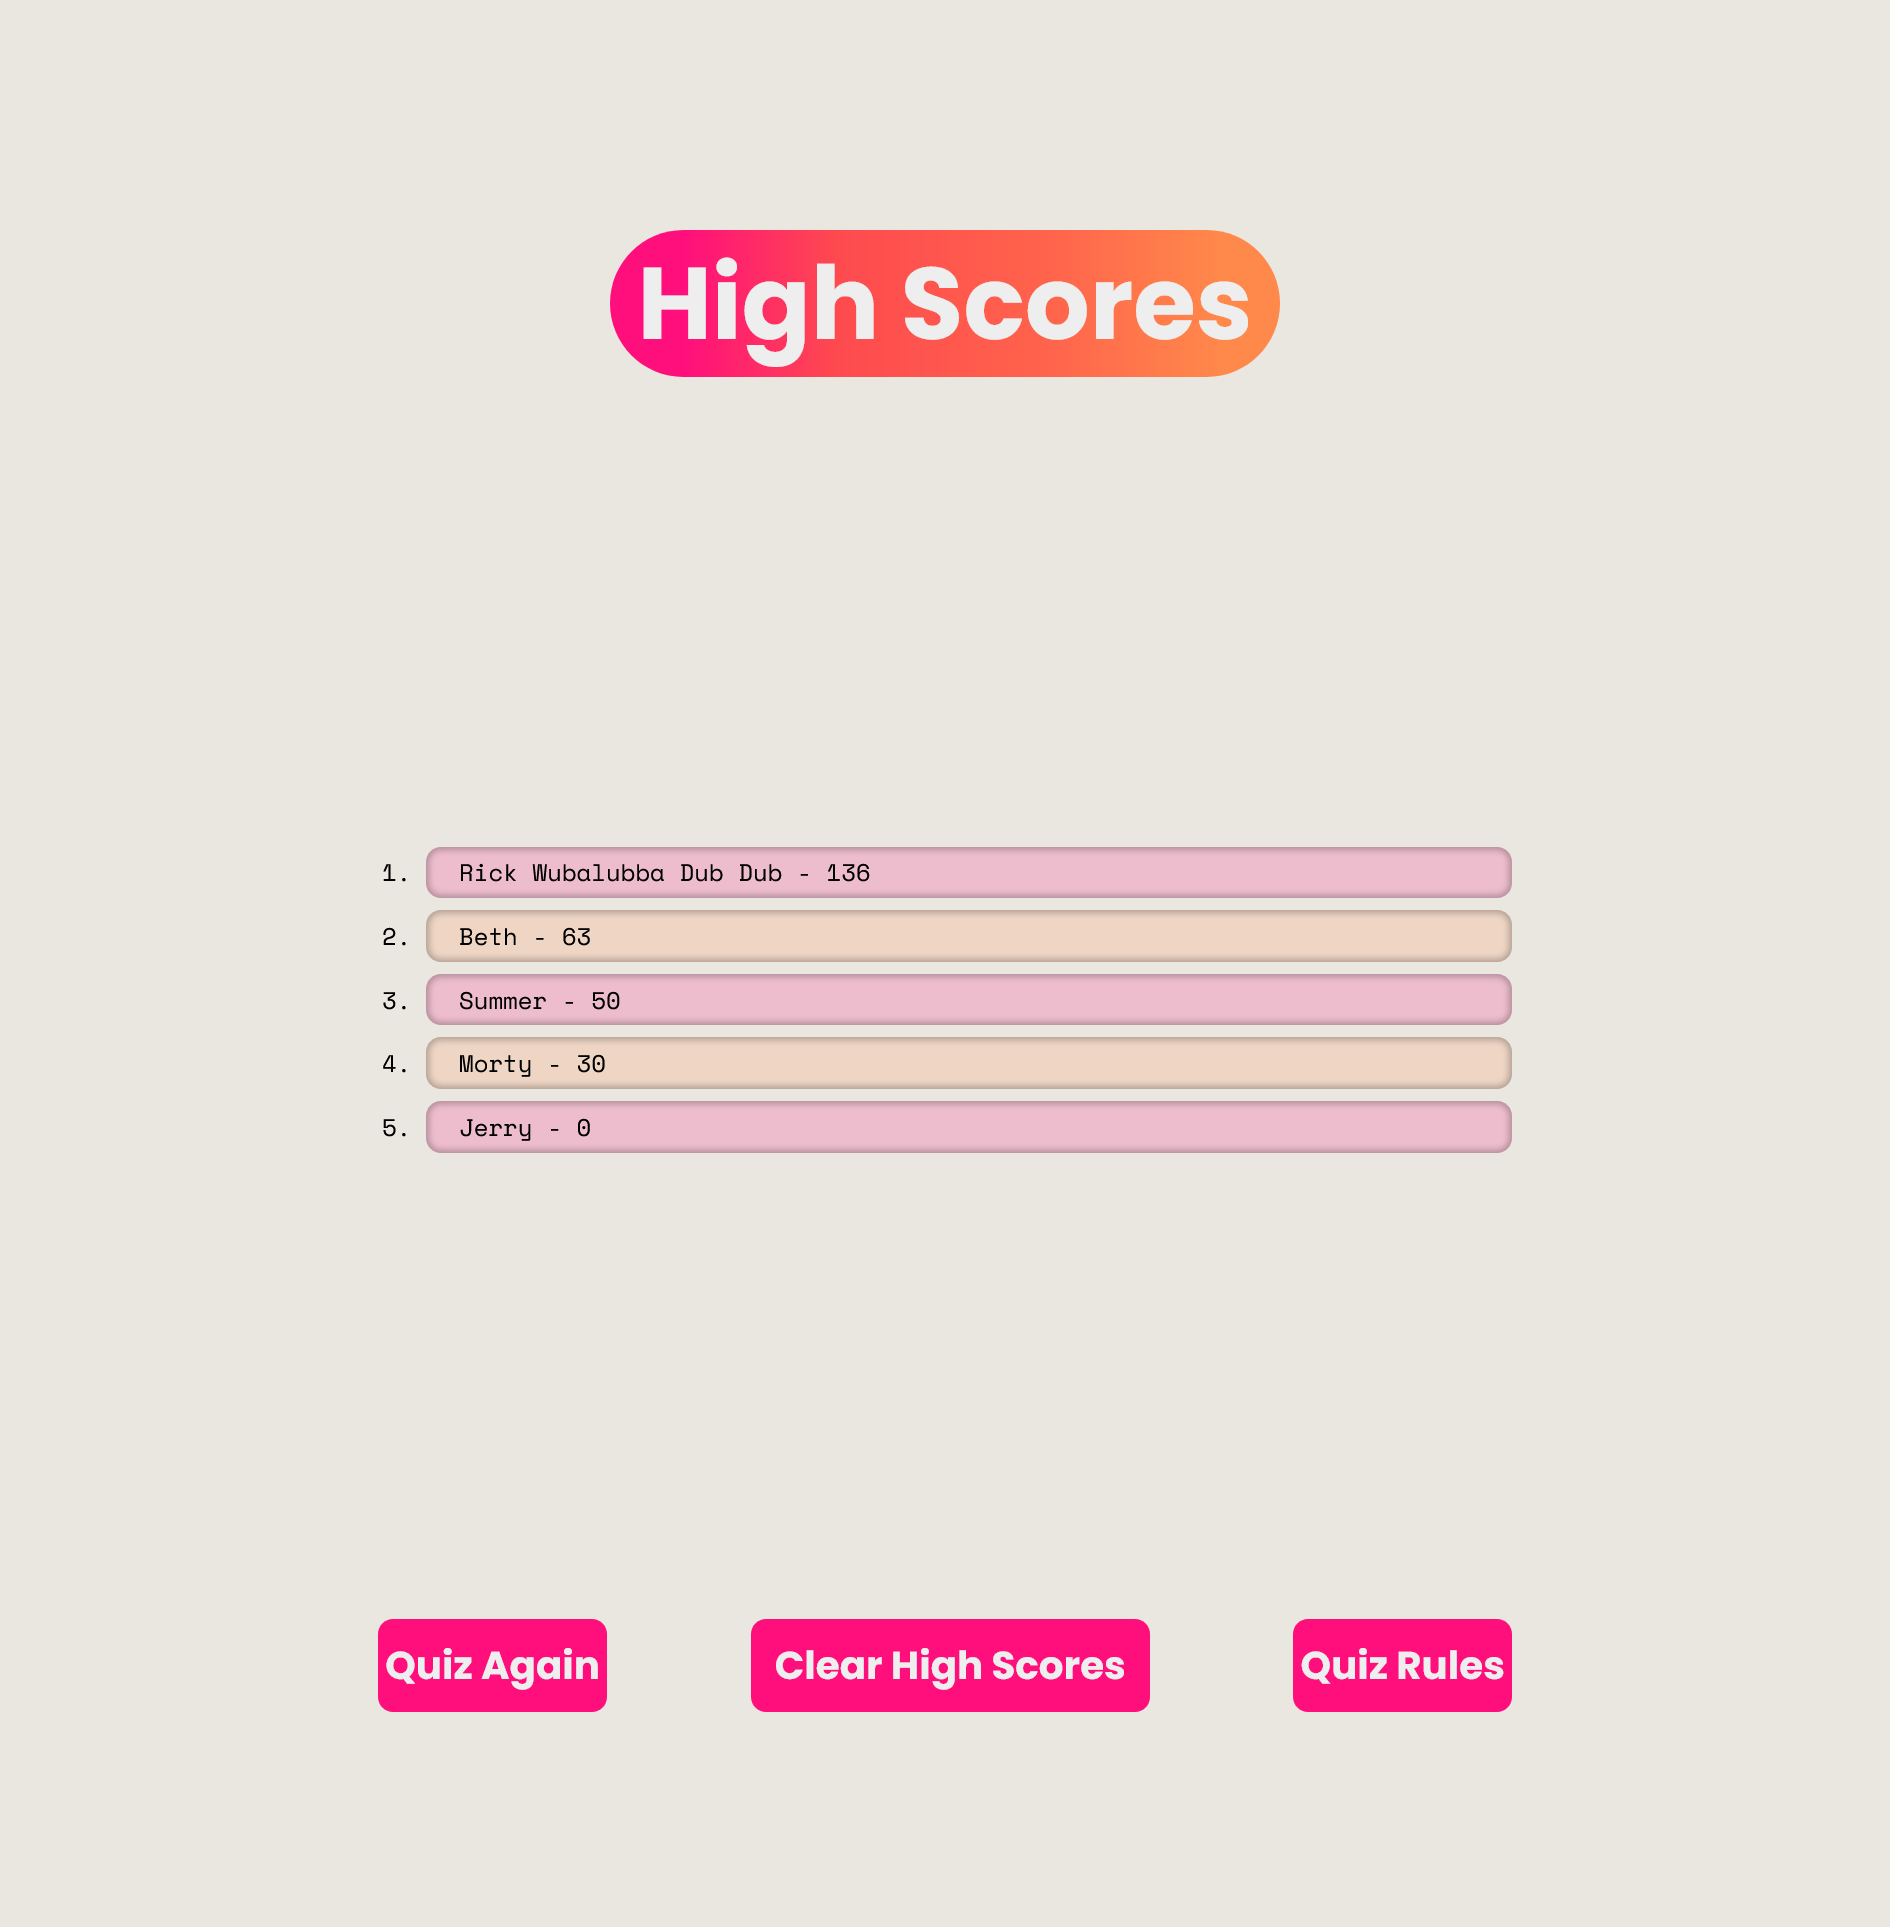 High Scores
1. Rick Wubalubba Dub Dub - 136
2. Beth - 63
3. Summer - 50
4. Morty - 30
5. Jerry - 0
Quiz Again Clear High Scores Quiz Rules